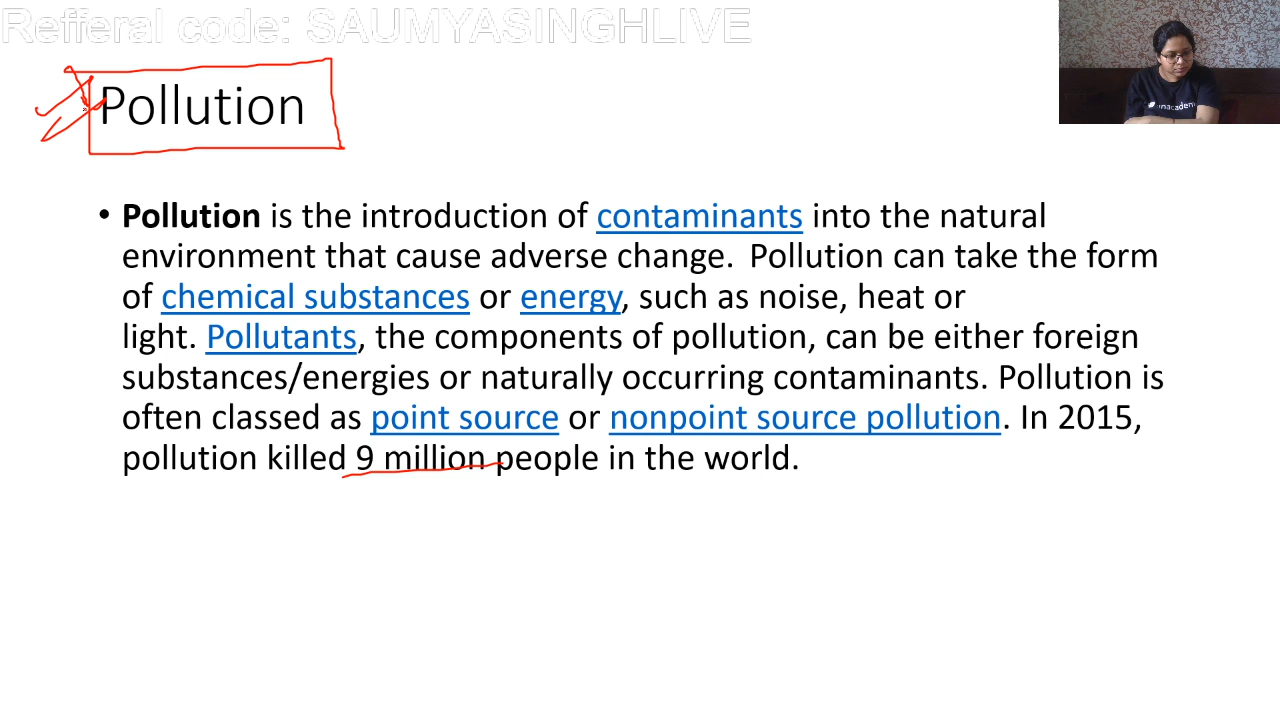 Refferal code: SAUMYASINGHLIVE
Pollution
unacademy
• Pollution is the introduction of contaminants into the natural
environment that cause adverse change. Pollution can take the form
of chemical substances or energy, such as noise, heat or
light. Pollutants, the components of pollution, can be either foreign
substances/energies or naturally occurring contaminants. Pollution is
often classed as point source or nonpoint source pollution. In 2015,
pollution killed 9 million people in the world.